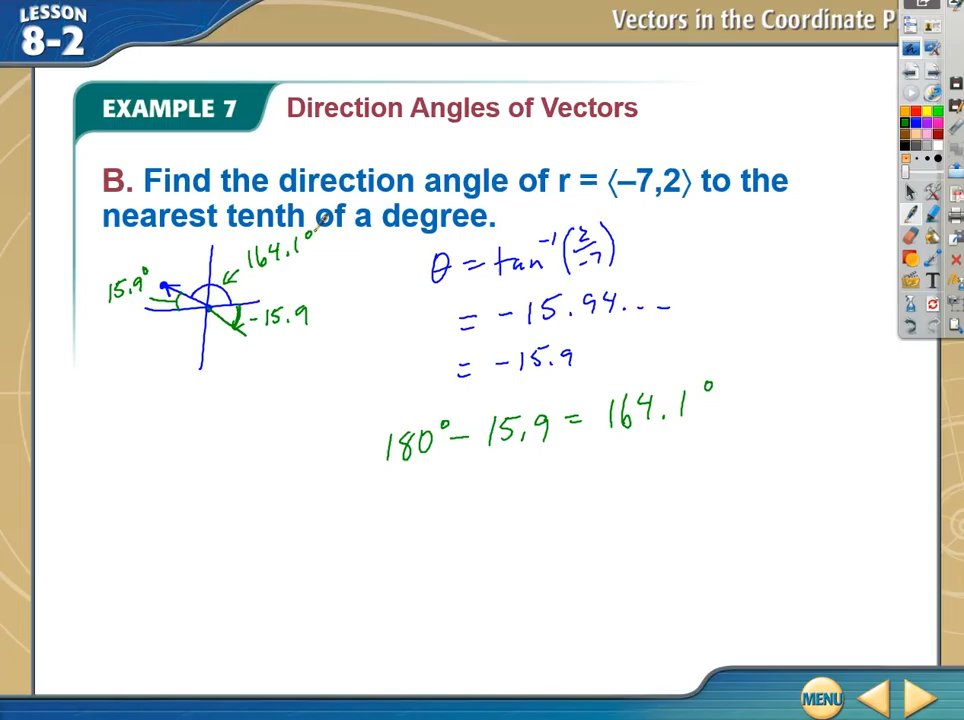 LESSON
8-2
Vectors in the Coordinate P
EXAMPLE 7
Direction Angles of Vectors
B. Find the direction angle of r = ⟨–7,2⟩ to the
nearest tenth of a degree.
164.1°
15.9°
-15.9
θ = tan⁻¹(2/-7)
= -15.94...
= -15.9
180° - 15.9 = 164.1°
MENU